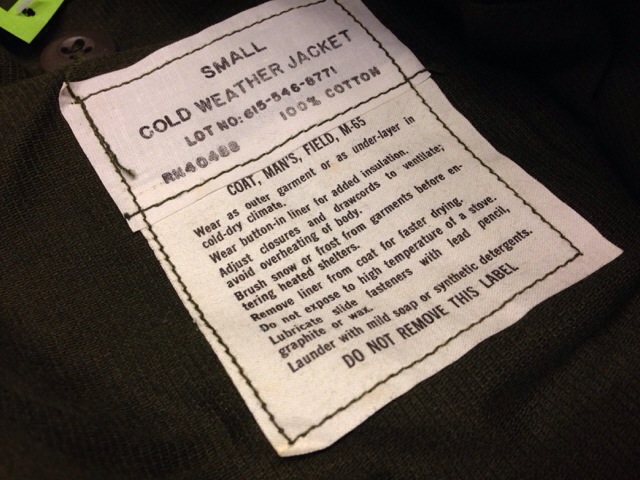 SMALL
COLD WEATHER JACKET
LOT NO: 615-546-8771
RN40488 100% COTTON
COAT, MAN'S, FIELD, M-65
Wear as outer garment or as under-layer in
cold-dry climate.
Wear button-in liner for added insulation.
Adjust closures and drawcords to ventilate;
avoid overheating of body.
Brush snow or frost from garments before en-
tering heated shelters.
Remove liner from coat for faster drying.
Do not expose to high temperature of a stove.
Lubricate slide fasteners with lead pencil,
graphite or wax.
Launder with mild soap or synthetic detergents.
DO NOT REMOVE THIS LABEL